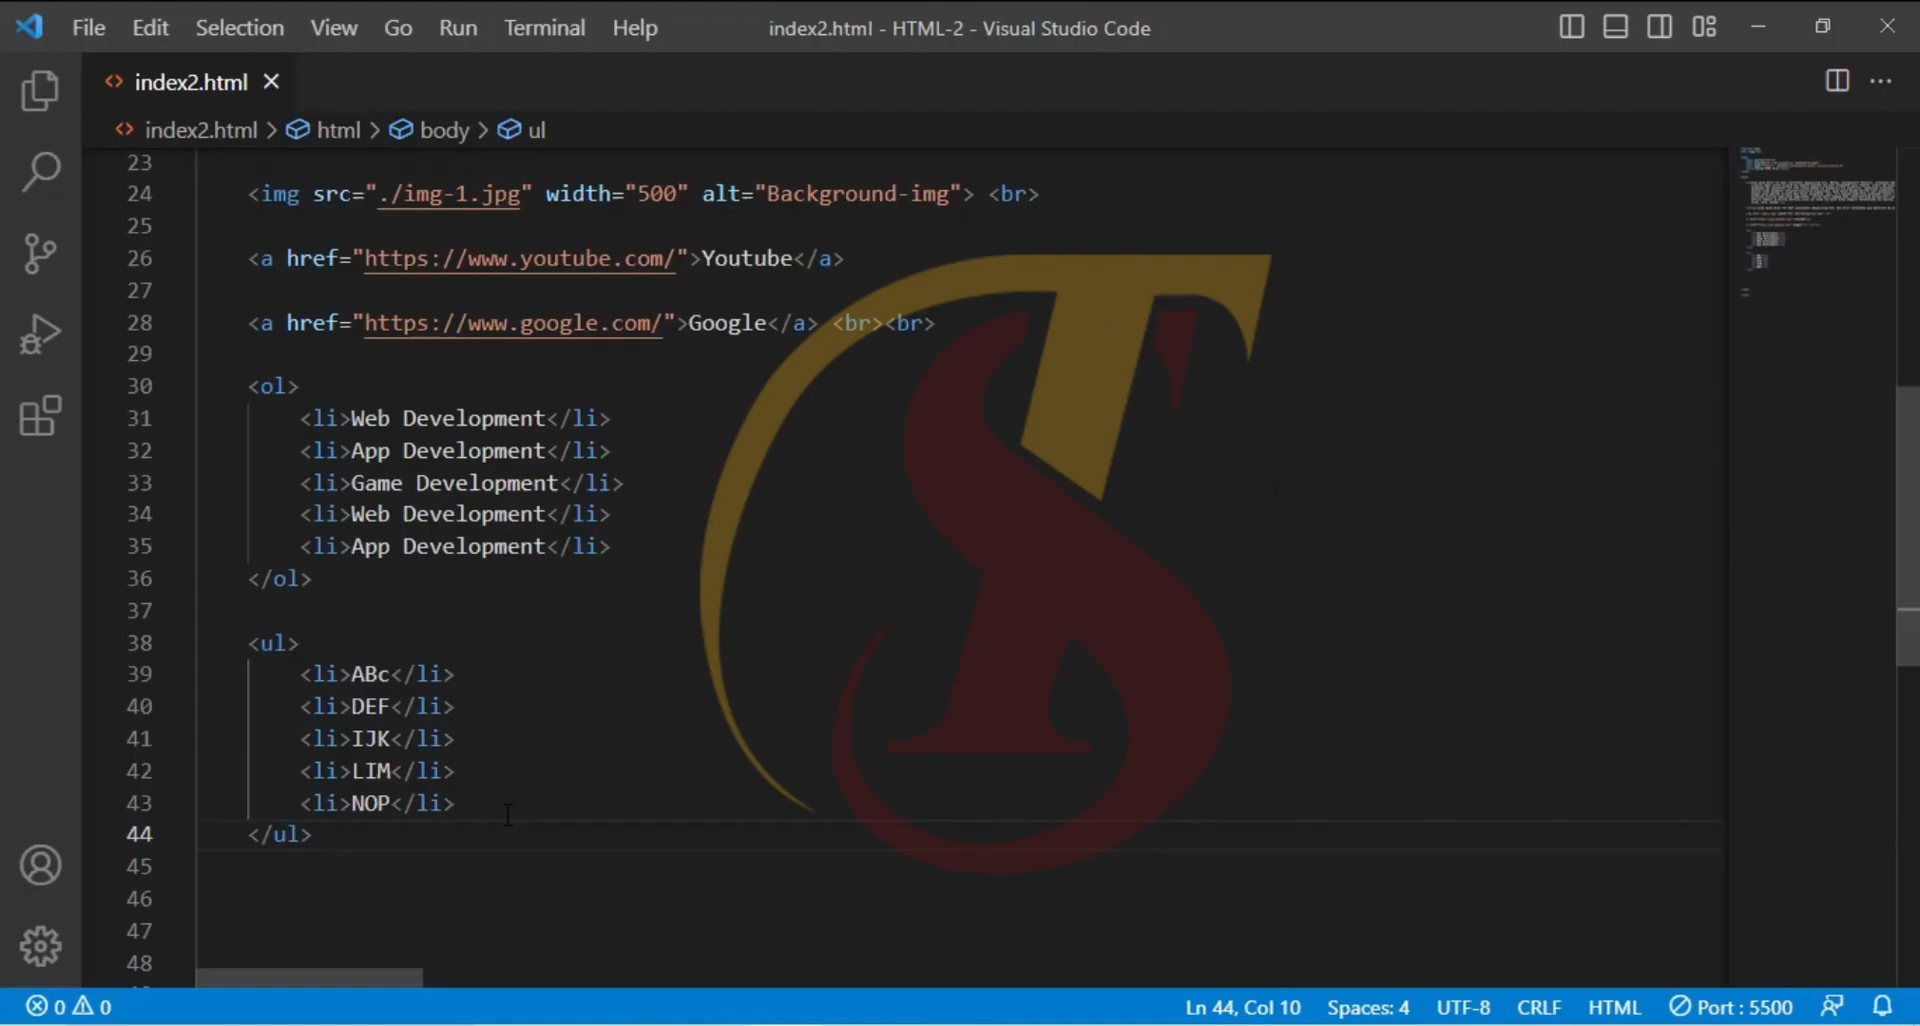 File Edit Selection View Go Run Terminal Help index2.html - HTML-2 - Visual Studio Code
index2.html
index2.html > html > body > ul
23
24 <img src="./img-1.jpg" width="500" alt="Background-img"> <br>
25
26 <a href="https://www.youtube.com/">Youtube</a>
27
28 <a href="https://www.google.com/">Google</a> <br><br>
29
30 <ol>
31 <li>Web Development</li>
32 <li>App Development</li>
33 <li>Game Development</li>
34 <li>Web Development</li>
35 <li>App Development</li>
36 </ol>
37
38 <ul>
39 <li>ABc</li>
40 <li>DEF</li>
41 <li>IJK</li>
42 <li>LIM</li>
43 <li>NOP</li>
44 </ul>
45
46
47
48
0 0 Ln 44, Col 10 Spaces: 4 UTF-8 CRLF HTML Port : 5500